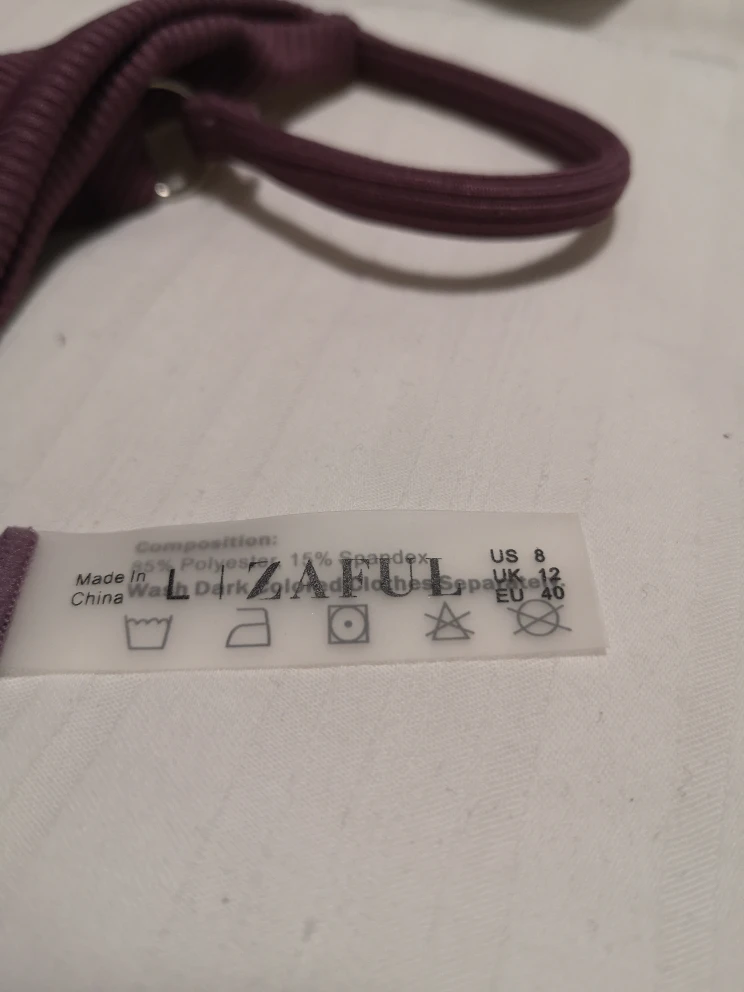 Composition:
85% Polyester, 15% Spandex
Wash Dark Colored Clothes Separately.
Made In
China
L | ZAFUL
US 8
UK 12
EU 40